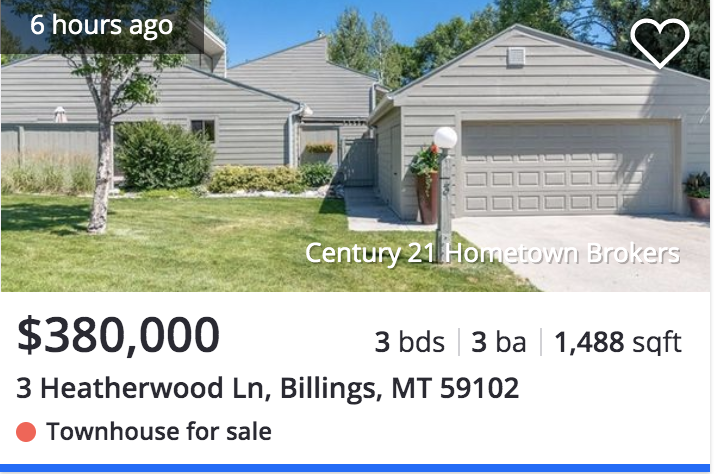 6 hours ago
Century 21 Hometown Brokers
$380,000
3 bds | 3 ba | 1,488 sqft
3 Heatherwood Ln, Billings, MT 59102
Townhouse for sale